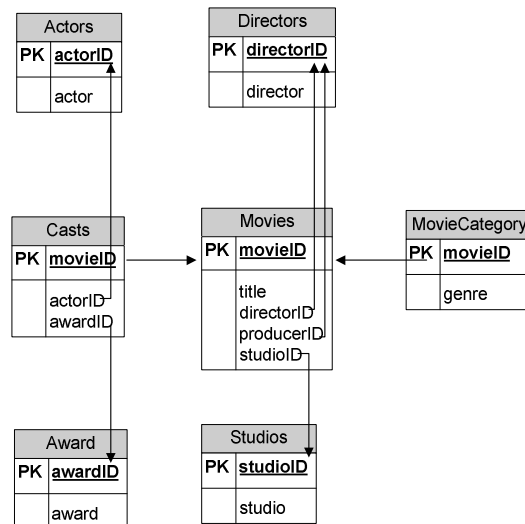 Actors
PK actorID
actor
Directors
PK directorID
director
Casts
PK movieID
actorID
awardID
Movies
PK movieID
title
directorID
producerID
studioID
MovieCategory
PK movieID
genre
Award
PK awardID
award
Studios
PK studioID
studio